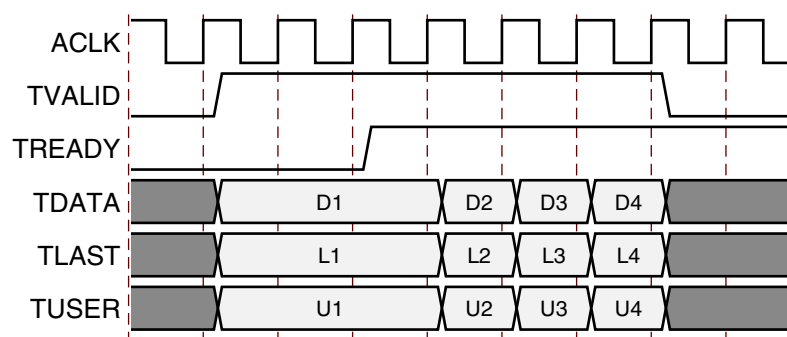 ACLK
TVALID
TREADY
TDATA D1 D2 D3 D4
TLAST L1 L2 L3 L4
TUSER U1 U2 U3 U4